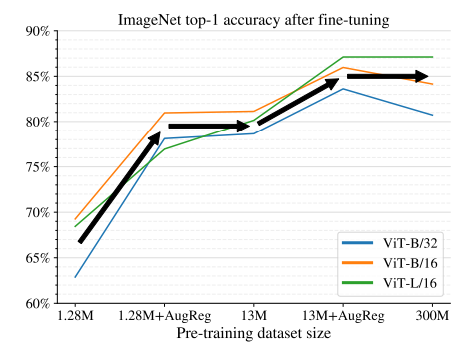 ImageNet top-1 accuracy after fine-tuning
90%
85%
80%
75%
70%
65%
60%
ViT-B/32
ViT-B/16
ViT-L/16
1.28M 1.28M+AugReg 13M 13M+AugReg 300M
Pre-training dataset size